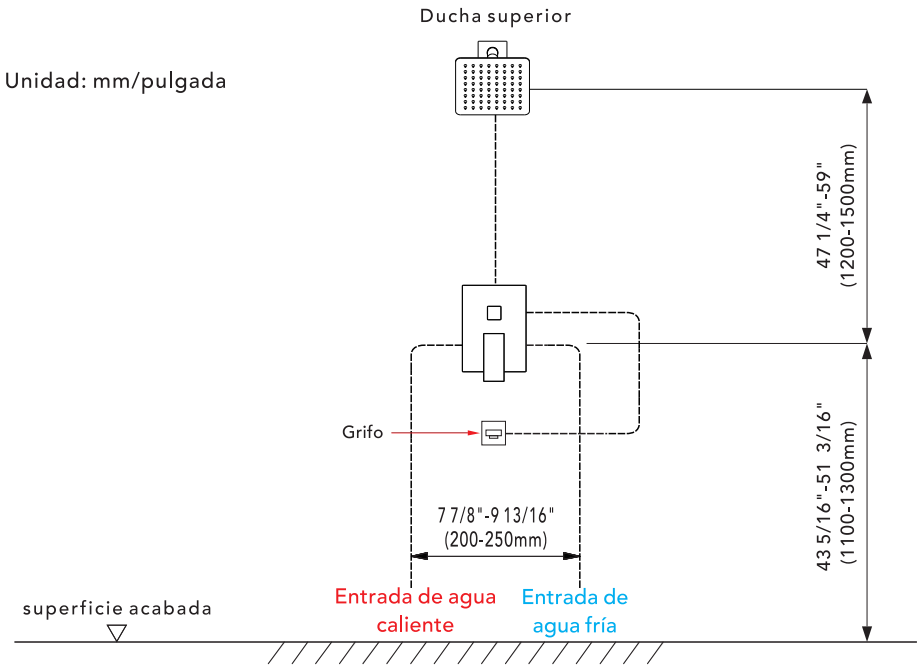 Ducha superior
Unidad: mm/pulgada
47 1/4"-59"
(1200-1500mm)
Grifo
43 5/16"-51 3/16"
(1100-1300mm)
7 7/8"-9 13/16"
(200-250mm)
Entrada de agua
caliente
Entrada de
agua fría
superficie acabada